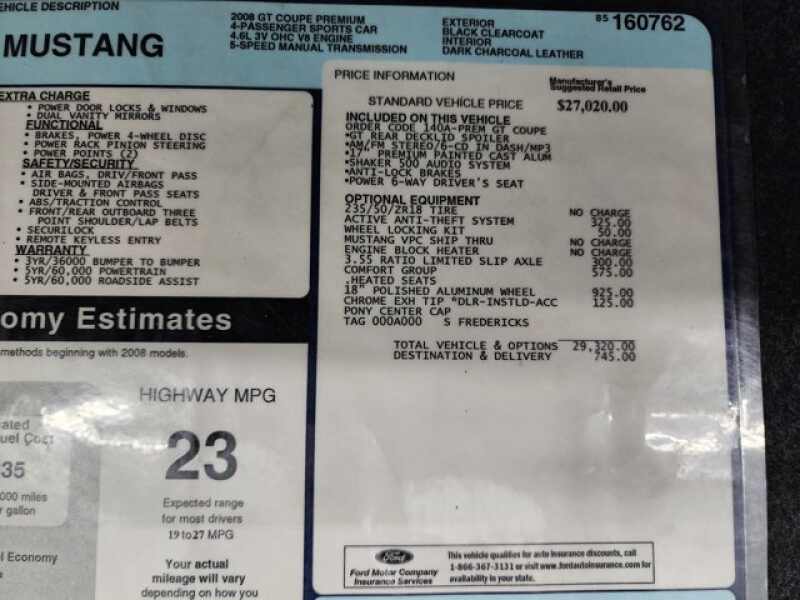 EHICLE DESCRIPTION
MUSTANG
2008 GT COUPE PREMIUM
4-PASSENGER SPORTS CAR
4.6L 3V OHC V8 ENGINE
5-SPEED MANUAL TRANSMISSION
EXTERIOR
BLACK CLEARCOAT
INTERIOR
DARK CHARCOAL LEATHER
85 160762
EXTRA CHARGE
• POWER DOOR LOCKS & WINDOWS
• DUAL VANITY MIRRORS
FUNCTIONAL
• BRAKES, POWER 4-WHEEL DISC
• POWER RACK PINION STEERING
• POWER POINTS (2)
SAFETY/SECURITY
• AIR BAGS, DRIV/FRONT PASS
• SIDE-MOUNTED AIRBAGS
DRIVER & FRONT PASS SEATS
• ABS/TRACTION CONTROL
• FRONT/REAR OUTBOARD THREE
POINT SHOULDER/LAP BELTS
• SECURILOCK
• REMOTE KEYLESS ENTRY
WARRANTY
• 3YR/36000 BUMPER TO BUMPER
• 5YR/60,000 POWERTRAIN
• 5YR/60,000 ROADSIDE ASSIST
omy Estimates
methods beginning with 2008 models.
ated
uel Cost
35
000 miles
r gallon
l Economy
HIGHWAY MPG
23
Expected range
for most drivers
19 to 27 MPG
Your actual
mileage will vary
depending on how you
PRICE INFORMATION
Manufacturer's
Suggested Retail Price
STANDARD VEHICLE PRICE $27,020.00
INCLUDED ON THIS VEHICLE
ORDER CODE 140A-PREM GT COUPE
*GT REAR DECKLID SPOILER
*AM/FM STEREO/6-CD IN DASH/MP3
*17" PREMIUM PAINTED CAST ALUM
*SHAKER 500 AUDIO SYSTEM
*ANTI-LOCK BRAKES
*POWER 6-WAY DRIVER'S SEAT
OPTIONAL EQUIPMENT
235/50/ZR18 TIRE NO CHARGE
ACTIVE ANTI-THEFT SYSTEM 325.00
WHEEL LOCKING KIT 50.00
MUSTANG VPC SHIP THRU NO CHARGE
ENGINE BLOCK HEATER NO CHARGE
3.55 RATIO LIMITED SLIP AXLE 300.00
COMFORT GROUP 575.00
.HEATED SEATS
18" POLISHED ALUMINUM WHEEL 925.00
CHROME EXH TIP *DLR-INSTLD-ACC 125.00
PONY CENTER CAP
TAG 000A000 S FREDERICKS
TOTAL VEHICLE & OPTIONS 29,320.00
DESTINATION & DELIVERY 745.00
Ford
Ford Motor Company
Insurance Services
This vehicle qualifies for auto insurance discounts, call
1-866-367-3131 or visit www.fordautoinsurance.com for
availability in your state.